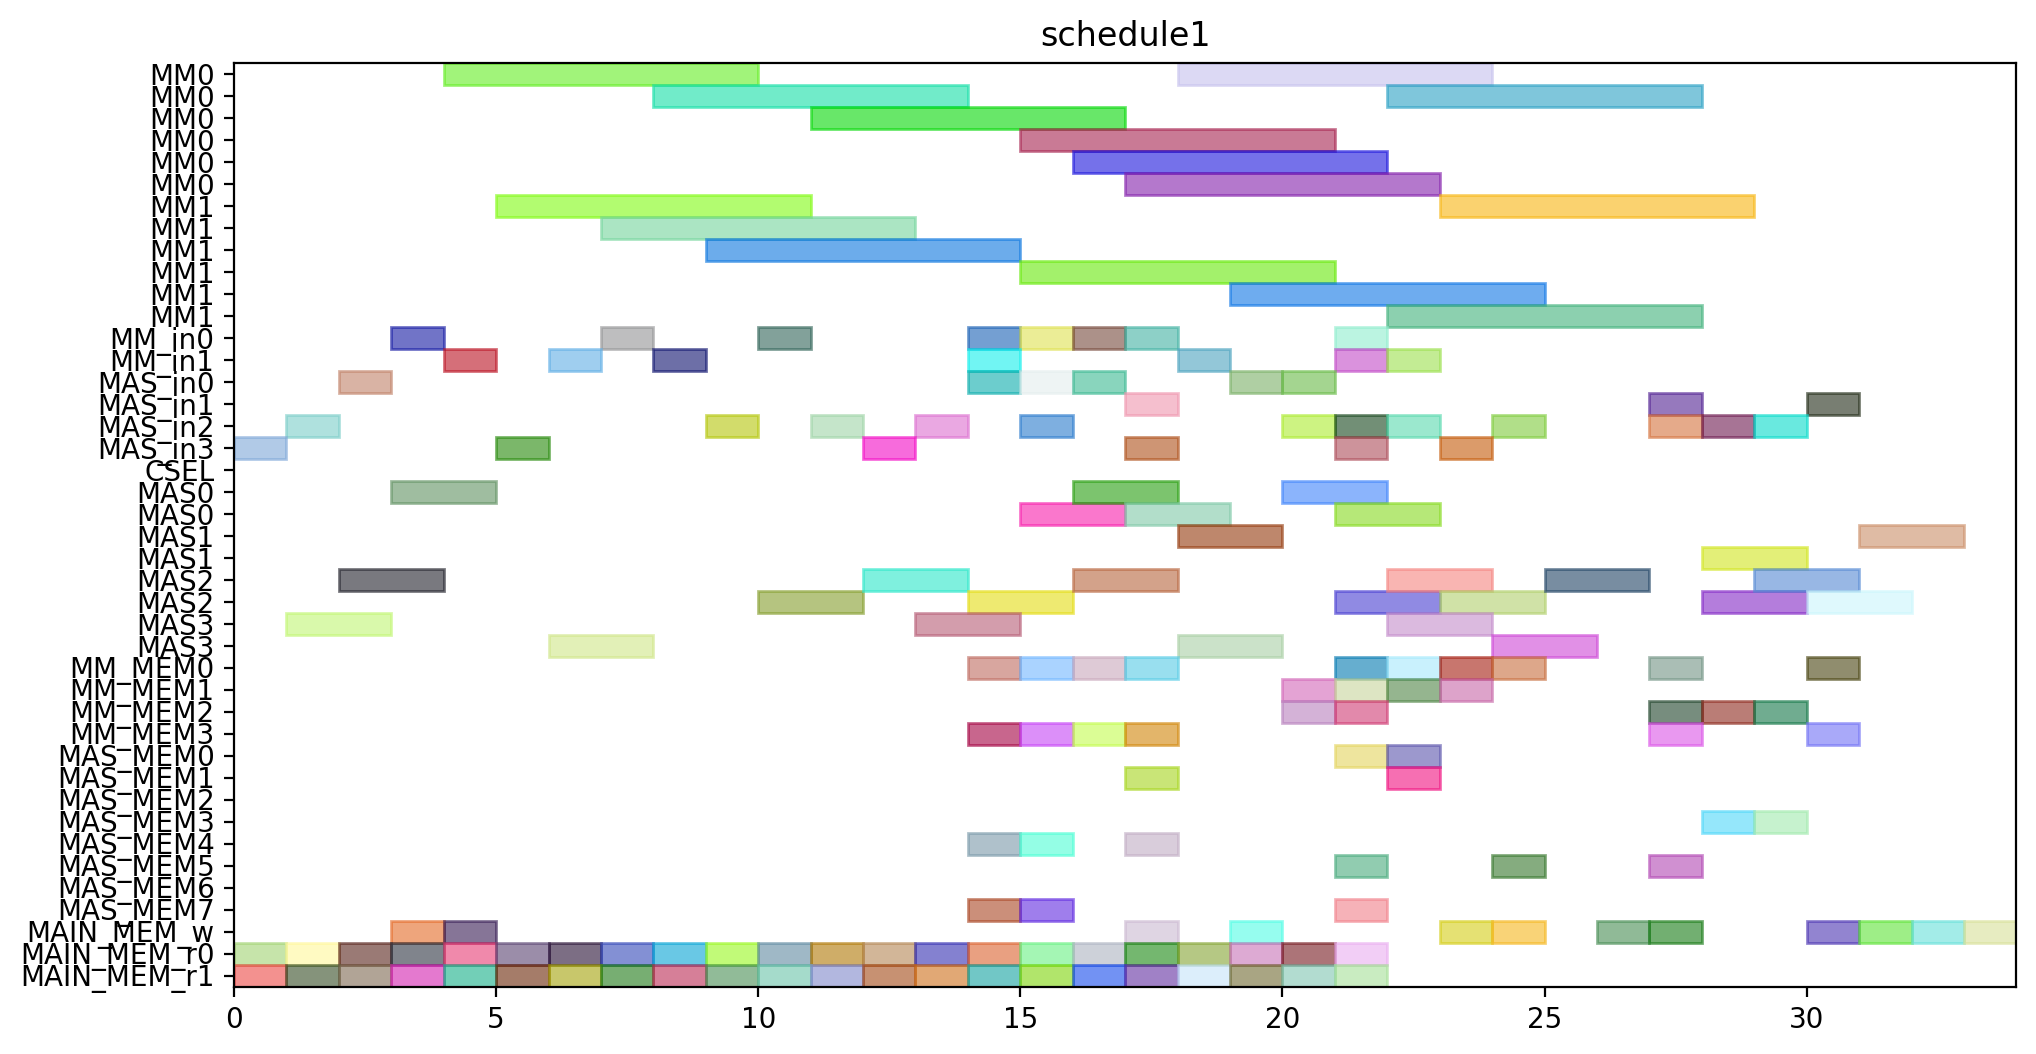 schedule1
MM0
MM0
MM0
MM0
MM0
MM0
MM1
MM1
MM1
MM1
MM1
MM1
MM_in0
MM_in1
MAS_in0
MAS_in1
MAS_in2
MAS_in3
CSEL
MAS0
MAS0
MAS1
MAS1
MAS2
MAS2
MAS3
MAS3
MM_MEM0
MM_MEM1
MM_MEM2
MM_MEM3
MAS_MEM0
MAS_MEM1
MAS_MEM2
MAS_MEM3
MAS_MEM4
MAS_MEM5
MAS_MEM6
MAS_MEM7
MAIN_MEM_w
MAIN_MEM_r0
MAIN_MEM_r1
0 5 10 15 20 25 30